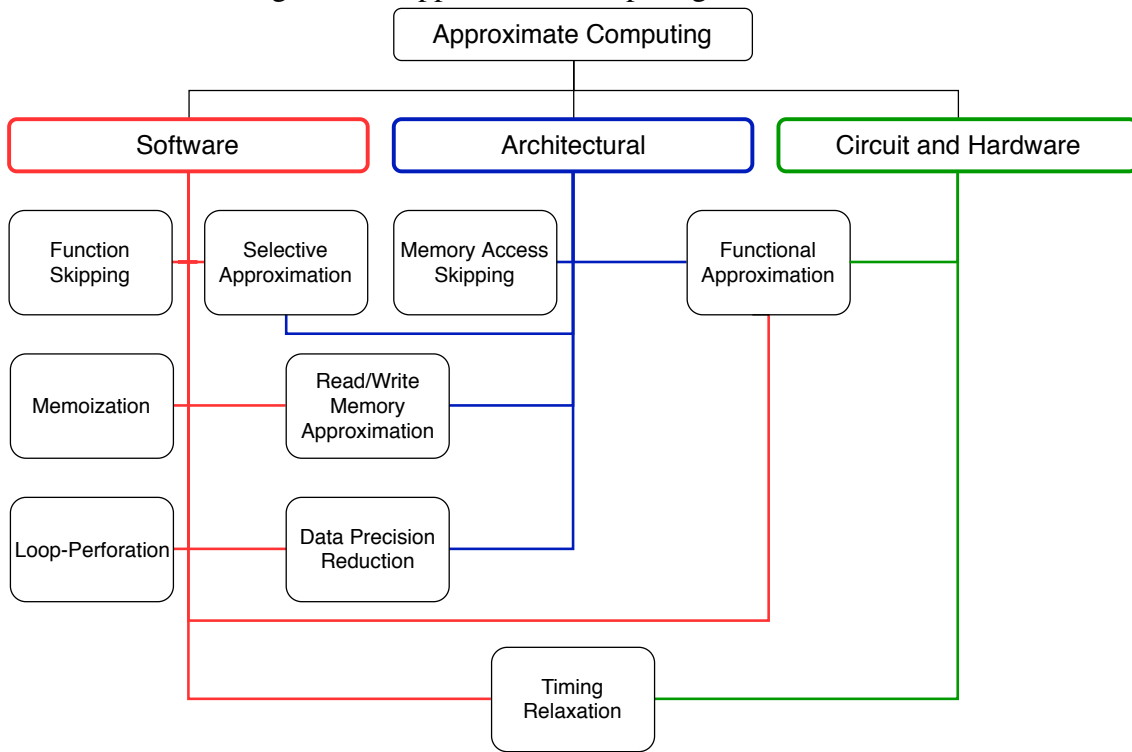 Approximate Computing
Software
Architectural
Circuit and Hardware
Function
Skipping
Selective
Approximation
Memory Access
Skipping
Functional
Approximation
Memoization
Read/Write
Memory
Approximation
Loop-Perforation
Data Precision
Reduction
Timing
Relaxation